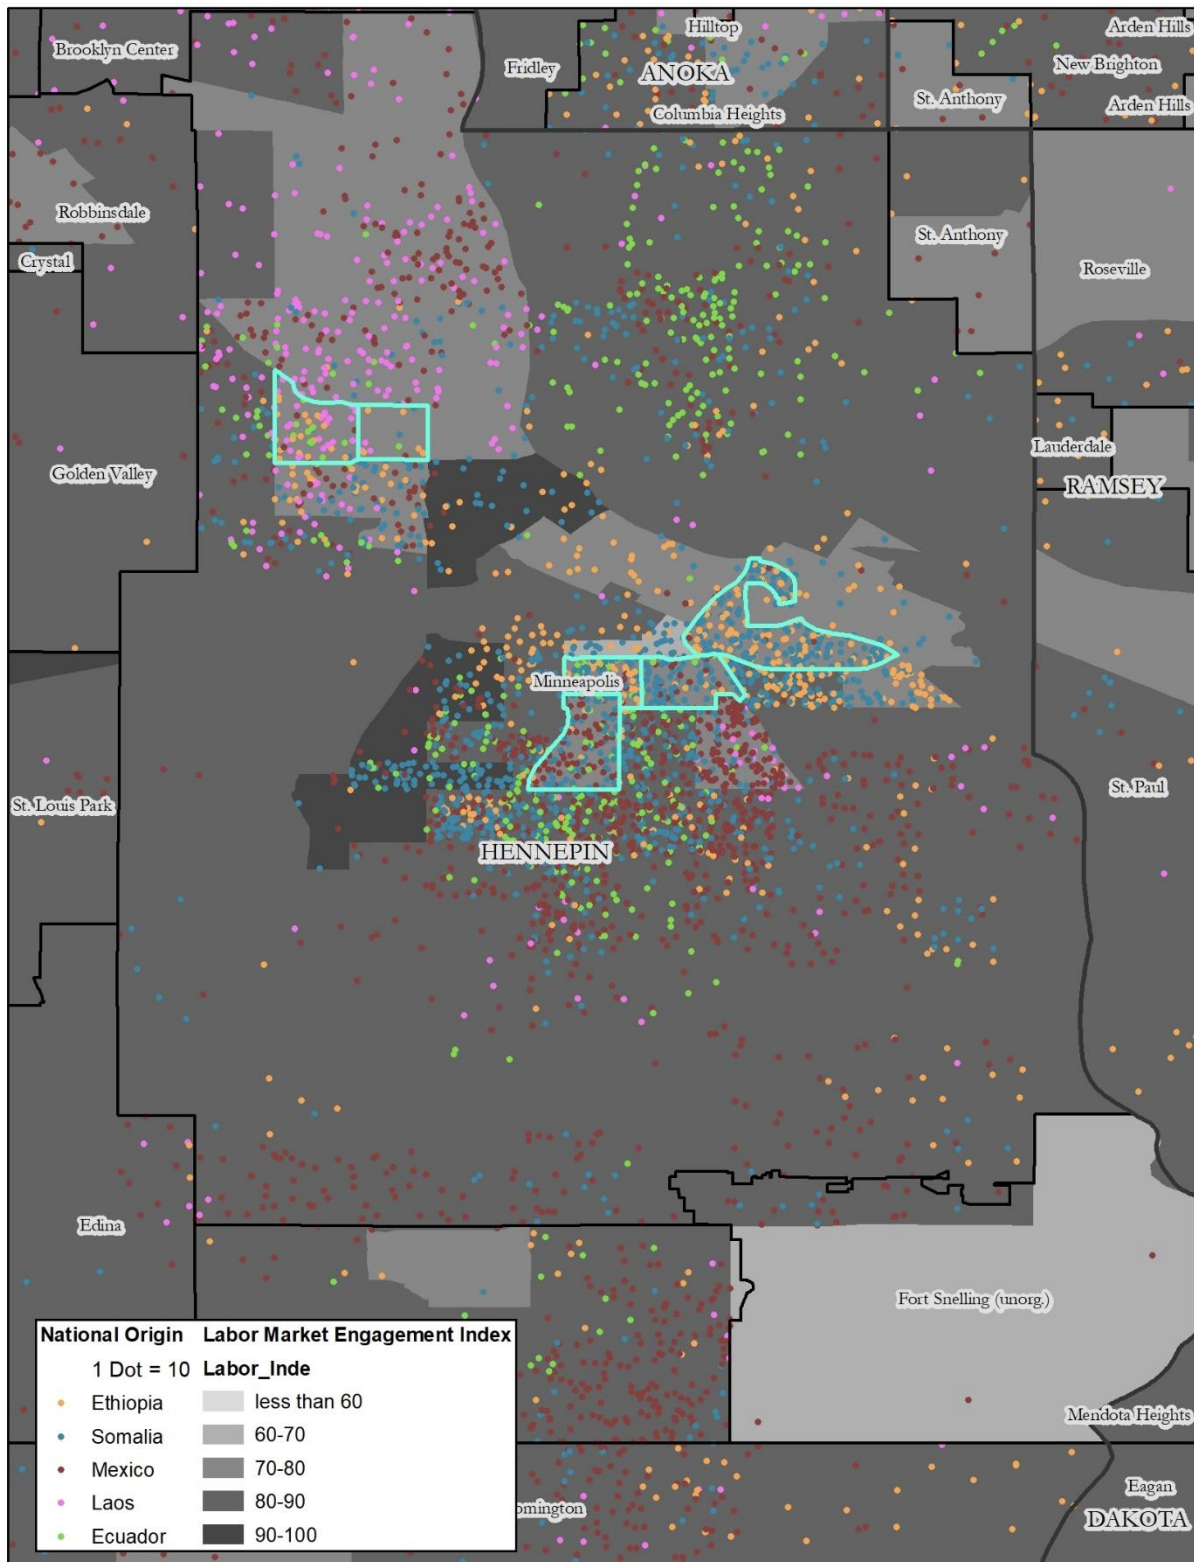 Hilltop
Arden Hills
Brooklyn Center
Fridley
ANOKA
New Brighton
St. Anthony
Arden Hills
Columbia Heights
Robbinsdale
St. Anthony
Crystal
Roseville
Golden Valley
Lauderdale
RAMSEY
Minneapolis
St. Louis Park
St. Paul
HENNEPIN
Edina
Fort Snelling (unorg.)
National Origin Labor Market Engagement Index
1 Dot = 10 Labor_Inde
Ethiopia less than 60
Somalia 60-70
Mexico 70-80
Laos 80-90
Ecuador 90-100
Mendota Heights
omington
Eagan
DAKOTA